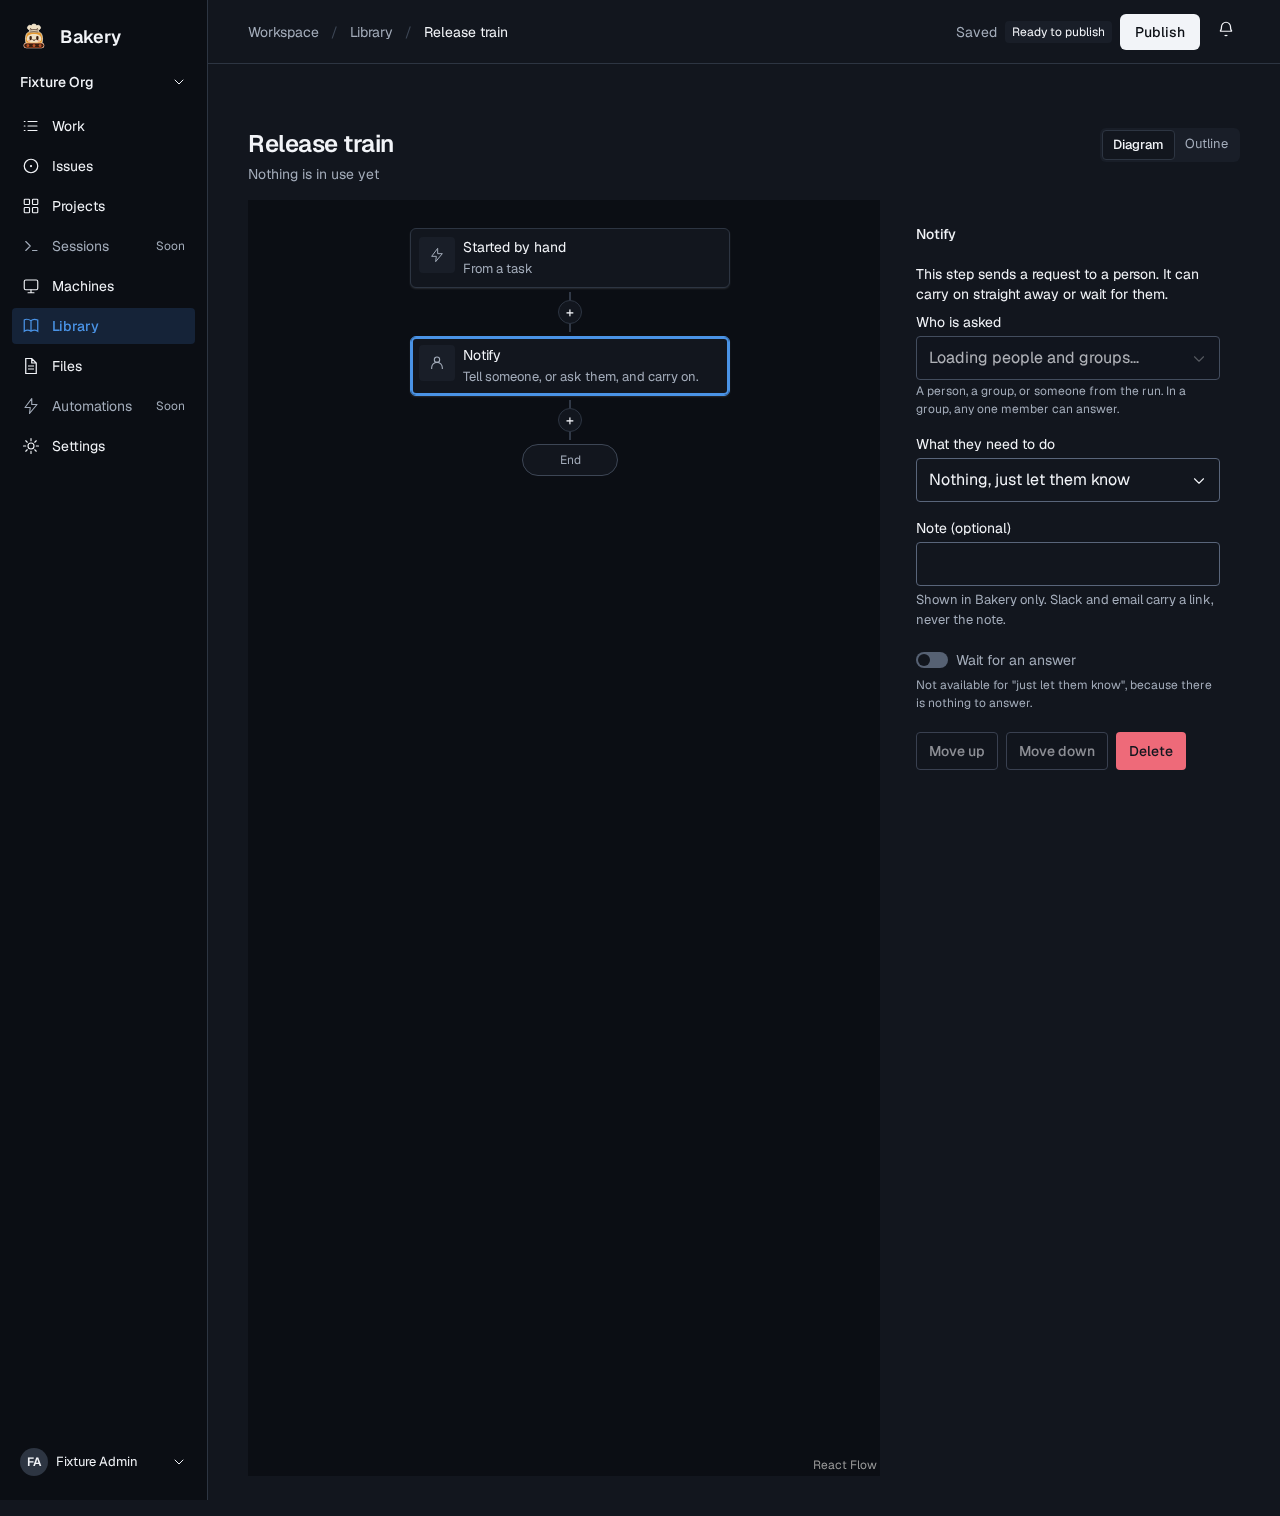 Bakery
Fixture Org
Work
Issues
Projects
Sessions Soon
Machines
Library
Files
Automations Soon
Settings
FA Fixture Admin
Workspace / Library / Release train
Saved Ready to publish Publish
Release train
Nothing is in use yet
Diagram Outline
Started by hand
From a task
+
Notify
Tell someone, or ask them, and carry on.
+
End
React Flow
Notify
This step sends a request to a person. It can
carry on straight away or wait for them.
Who is asked
Loading people and groups...
A person, a group, or someone from the run. In a
group, any one member can answer.
What they need to do
Nothing, just let them know
Note (optional)
Shown in Bakery only. Slack and email carry a link,
never the note.
Wait for an answer
Not available for "just let them know", because there
is nothing to answer.
Move up Move down Delete